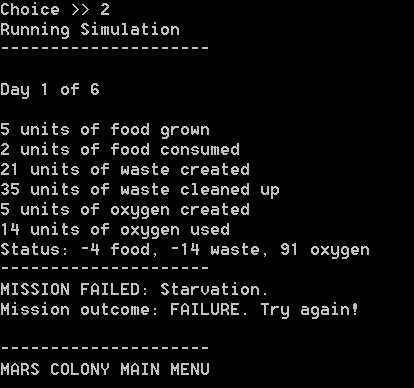 Choice >> 2
Running Simulation
---------------------
Day 1 of 6
5 units of food grown
2 units of food consumed
21 units of waste created
35 units of waste cleaned up
5 units of oxygen created
14 units of oxygen used
Status: -4 food, -14 waste, 91 oxygen
---------------------
MISSION FAILED: Starvation.
Mission outcome: FAILURE. Try again!
---------------------
MARS COLONY MAIN MENU